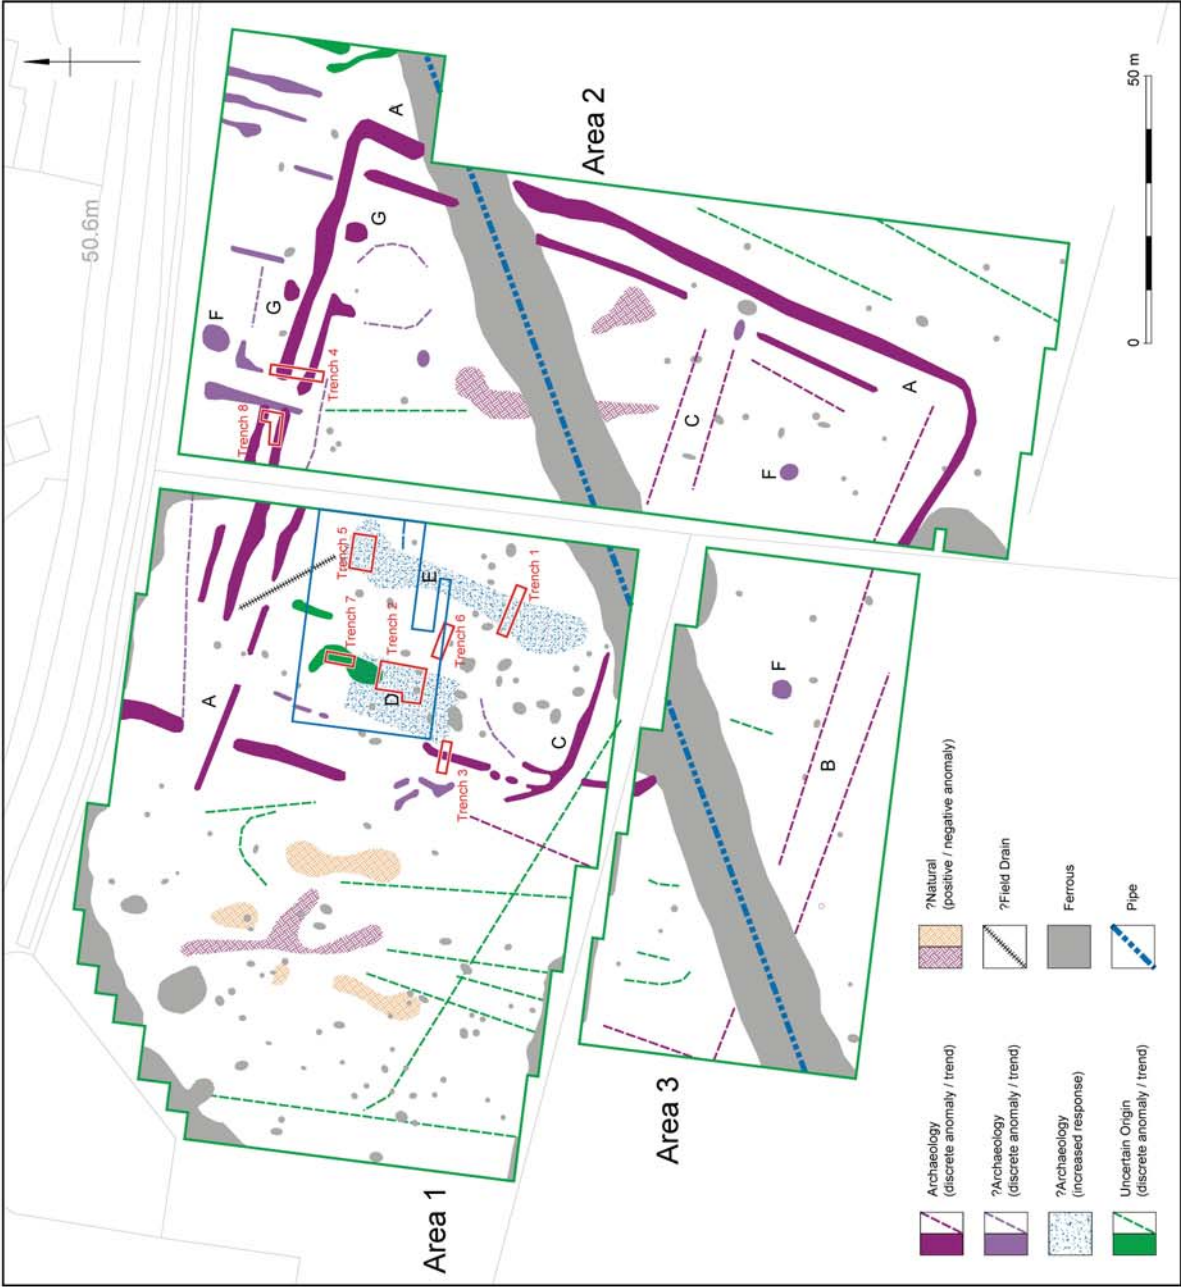 50.6m
Area 1
Area 2
Area 3
A
A
A
B
C
C
D
E
F
F
F
G
G
Trench 1
Trench 2
Trench 3
Trench 4
Trench 5
Trench 6
Trench 7
Trench 8
0
50 m
Archaeology
(discrete anomaly / trend)
?Archaeology
(discrete anomaly / trend)
?Archaeology
(increased response)
Uncertain Origin
(discrete anomaly / trend)
?Natural
(positive / negative anomaly)
?Field Drain
Ferrous
Pipe